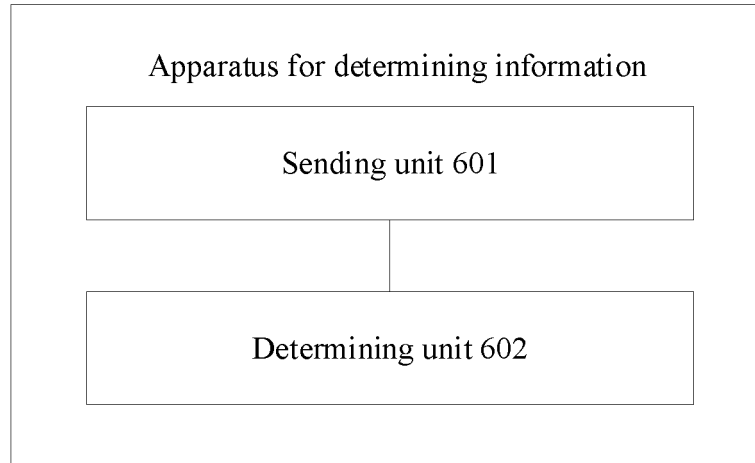 Apparatus for determining information
Sending unit 601
Determining unit 602